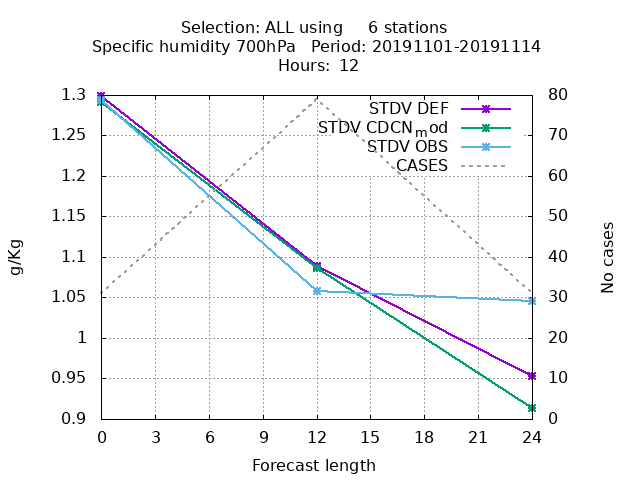 Selection: ALL using 6 stations
Specific humidity 700hPa Period: 20191101-20191114
Hours: 12
STDV DEF
STDV CDCNmod
STDV OBS
CASES
1.3
1.25
1.2
1.15
1.1
1.05
1
0.95
0.9
80
70
60
50
40
30
20
10
0
g/Kg
No cases
0 3 6 9 12 15 18 21 24
Forecast length